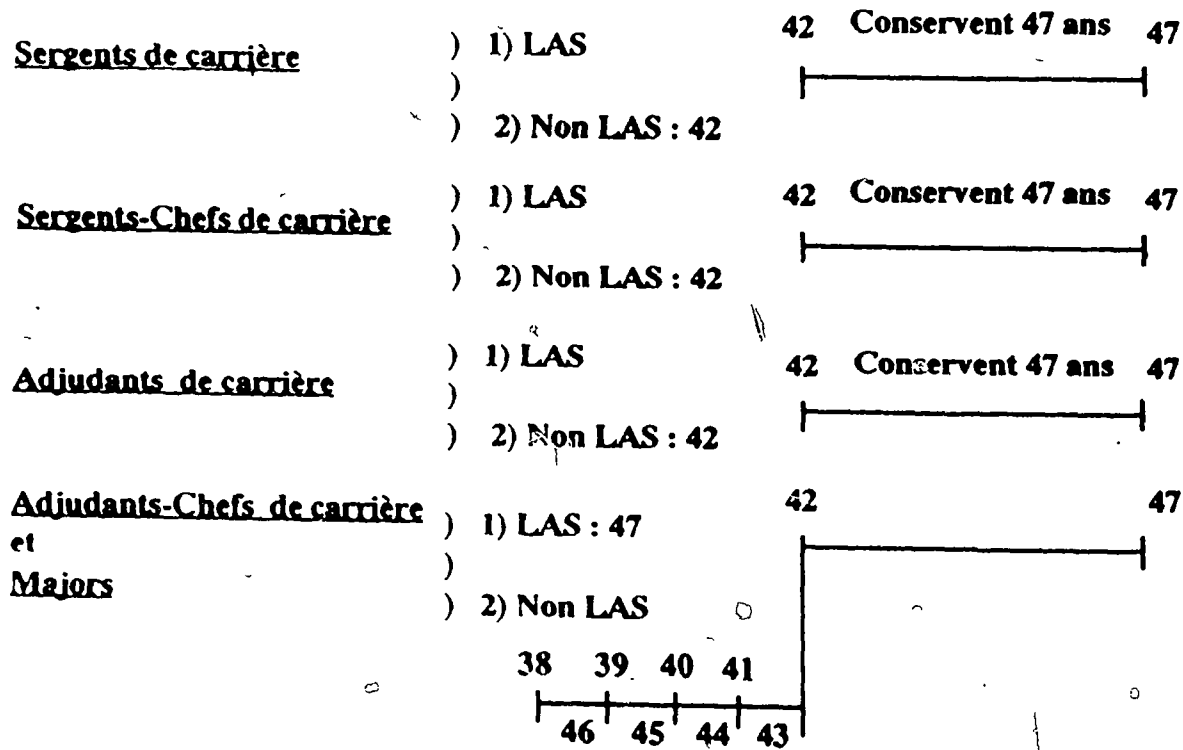 Sergents de carrière ) 1) LAS 42 Conservent 47 ans 47
)
) 2) Non LAS : 42
Sergents-Chefs de carrière ) 1) LAS 42 Conservent 47 ans 47
)
) 2) Non LAS : 42
Adjudants de carrière ) 1) LAS 42 Conservent 47 ans 47
)
) 2) Non LAS : 42
Adjudants-Chefs de carrière ) 1) LAS : 47 42 47
et )
Majors ) 2) Non LAS
38 39 40 41
46 45 44 43